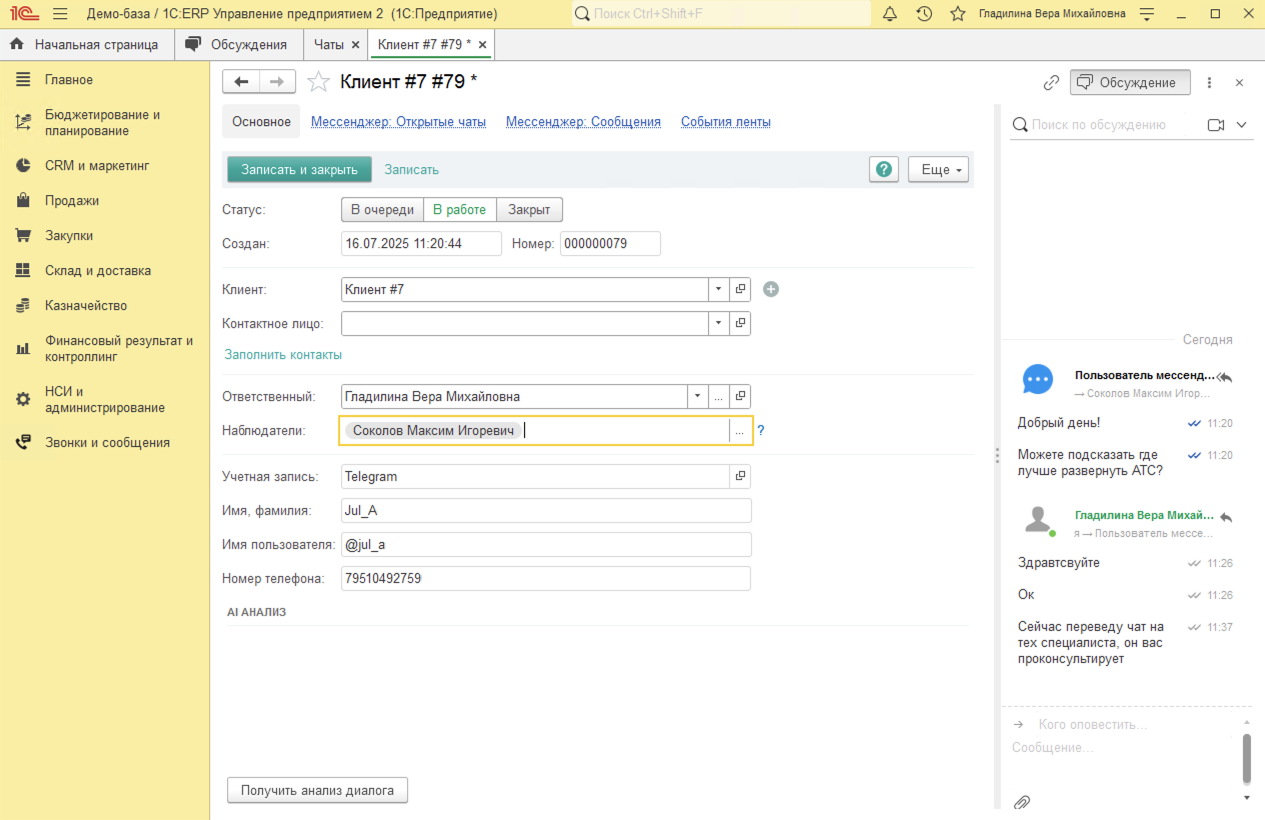 1С Демо-база / 1С:ERP Управление предприятием 2 (1С:Предприятие) Поиск Ctrl+Shift+F Гладилина Вера Михайловна
Начальная страница Обсуждения Чаты Клиент #7 #79 *
Главное
Бюджетирование и
планирование
CRM и маркетинг
Продажи
Закупки
Склад и доставка
Казначейство
Финансовый результат и
контроллинг
НСИ и
администрирование
Звонки и сообщения
Клиент #7 #79 *
Основное Мессенджер: Открытые чаты Мессенджер: Сообщения События ленты
Записать и закрыть Записать ? Еще
Статус: В очереди В работе Закрыт
Создан: 16.07.2025 11:20:44 Номер: 000000079
Клиент: Клиент #7
Контактное лицо:
Заполнить контакты
Ответственный: Гладилина Вера Михайловна ...
Наблюдатели: Соколов Максим Игоревич ... ?
Учетная запись: Telegram
Имя, фамилия: Jul_A
Имя пользователя: @jul_a
Номер телефона: 79510492759
AI АНАЛИЗ
Получить анализ диалога
Обсуждение
Поиск по обсуждению
Сегодня
Пользователь мессенд...
→ Соколов Максим Игор...
Добрый день! 11:20
Можете подсказать где 11:20
лучше развернуть АТС?
Гладилина Вера Михай...
я → Пользователь мессе...
Здравтсвуйте 11:26
Ок 11:26
Сейчас переведу чат на 11:37
тех специалиста, он вас
проконсультирует
Кого оповестить...
Сообщение...